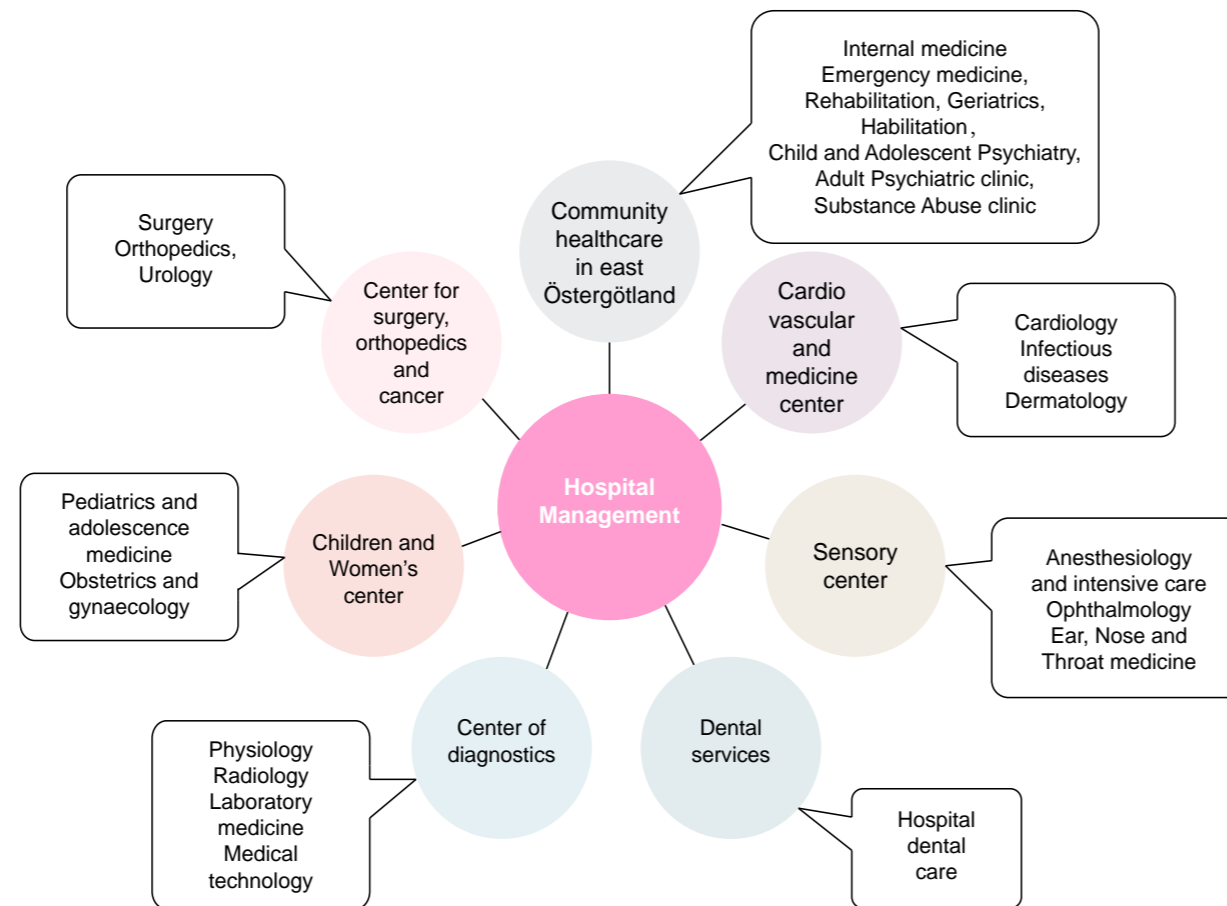 Internal medicine
Emergency medicine,
Rehabilitation, Geriatrics,
Habilitation,
Child and Adolescent Psychiatry,
Adult Psychiatric clinic,
Substance Abuse clinic
Community
healthcare
in east
Östergötland
Surgery
Orthopedics,
Urology
Center for
surgery,
orthopedics
and
cancer
Cardio
vascular
and
medicine
center
Cardiology
Infectious
diseases
Dermatology
Hospital
Management
Pediatrics and
adolescence
medicine
Obstetrics and
gynaecology
Children and
Women’s
center
Sensory
center
Anesthesiology
and intensive care
Ophthalmology
Ear, Nose and
Throat medicine
Center of
diagnostics
Dental
services
Physiology
Radiology
Laboratory
medicine
Medical
technology
Hospital
dental
care